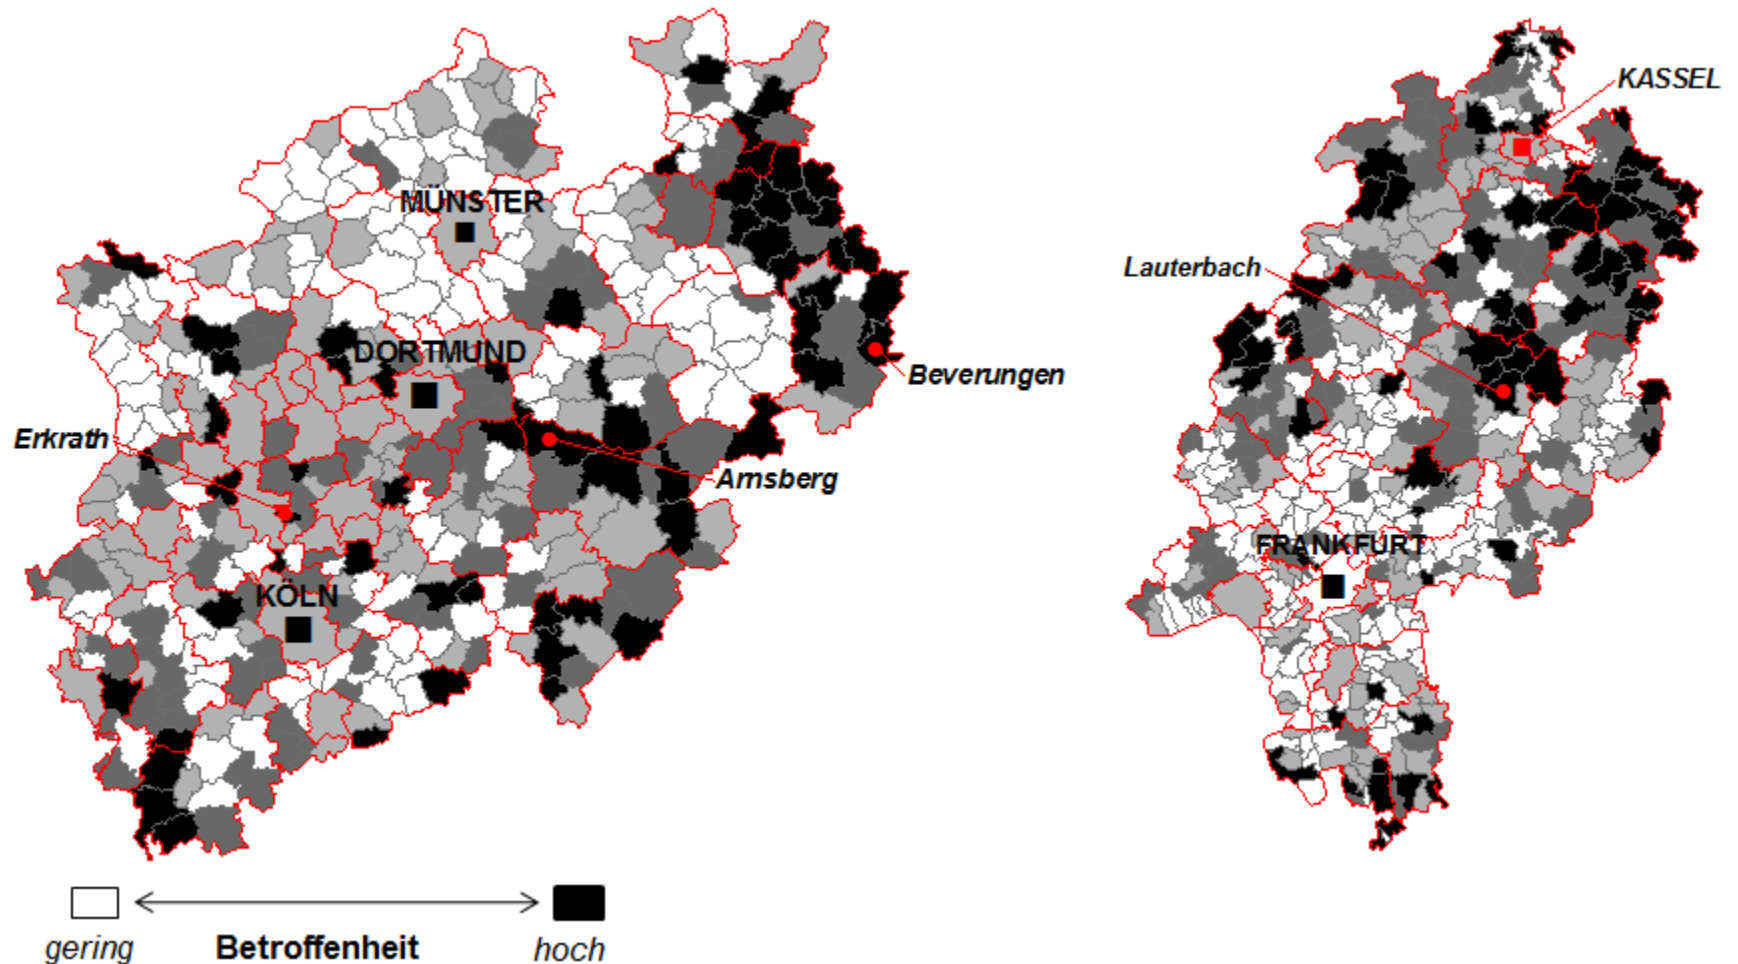 KASSEL
MÜNSTER
Lauterbach
DORTMUND
Beverungen
Erkrath
Arnsberg
FRANKFURT
KÖLN
gering
Betroffenheit
hoch